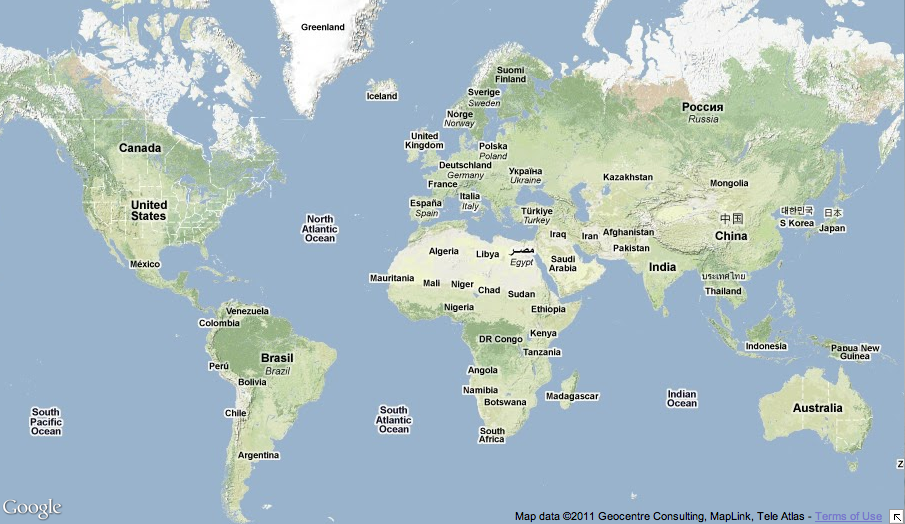 Greenland
Iceland
Suomi
Finland
Sverige
Sweden
Norge
Norway
Россия
Russia
Canada
United
Kingdom
Polska
Poland
Deutschland
Germany
Україна
Ukraine
France
Kazakhstan
Mongolia
United
States
España
Spain
Italia
Italy
Türkiye
Turkey
中国
China
대한민국
S Korea
日本
Japan
North
Atlantic
Ocean
Iraq
Iran
Afghanistan
Pakistan
México
Algeria
Libya
مصر
Egypt
Saudi
Arabia
India
ประเทศไทย
Thailand
Mauritania
Mali
Niger
Chad
Sudan
Nigeria
Ethiopia
Venezuela
Colombia
DR Congo
Kenya
Tanzania
Indonesia
Papua New
Guinea
Brasil
Brazil
Perú
Bolivia
Angola
Namibia
Botswana
Madagascar
Indian
Ocean
Australia
South
Pacific
Ocean
Chile
South
Atlantic
Ocean
South
Africa
Argentina
Z
Google
Map data ©2011 Geocentre Consulting, MapLink, Tele Atlas - Terms of Use